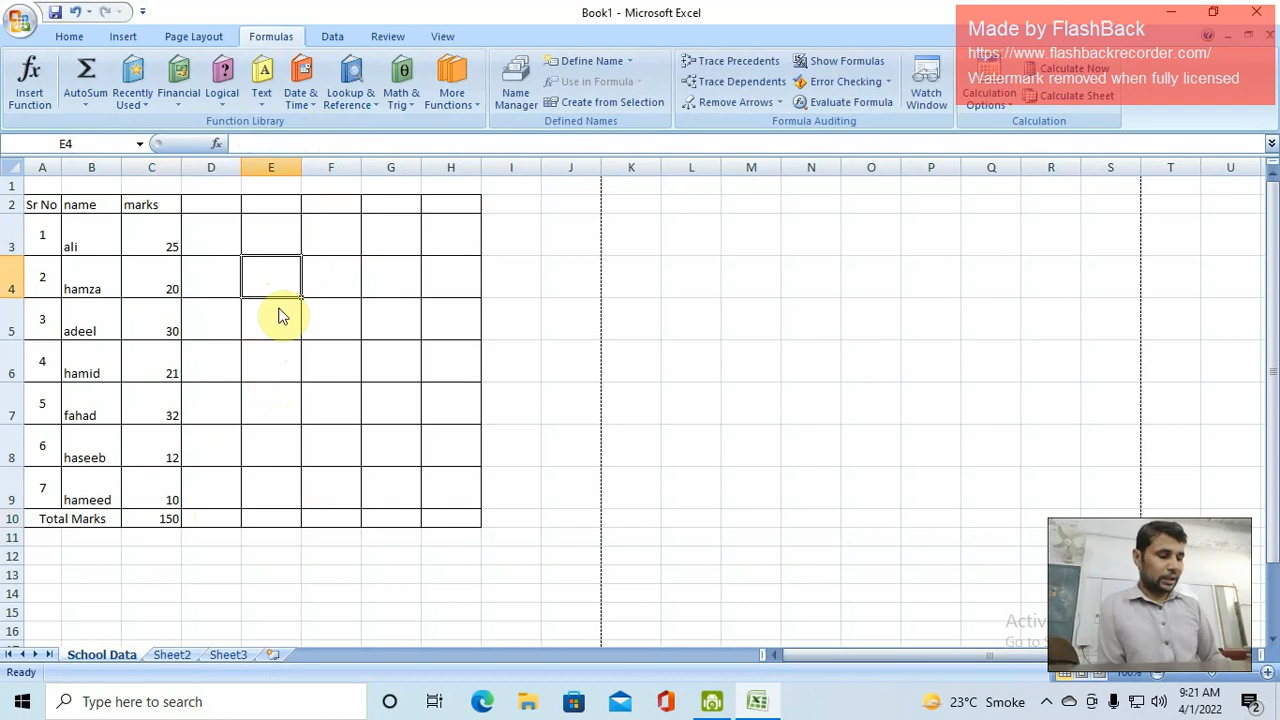 Book1 - Microsoft Excel
Made by FlashBack
https://www.flashbackrecorder.com/
Watermark removed when fully licensed
Home Insert Page Layout Formulas Data Review View
Insert Function
AutoSum
Recently Used
Financial
Logical
Text
Date & Time
Lookup & Reference
Math & Trig
More Functions
Function Library
Name Manager
Define Name
Use in Formula
Create from Selection
Defined Names
Trace Precedents
Trace Dependents
Remove Arrows
Show Formulas
Error Checking
Evaluate Formula
Formula Auditing
Watch Window
Calculation Options
Calculate Now
Calculate Sheet
Calculation
E4 fx
A B C D E F G H I J K L M N O P Q R S T U
1
2 Sr No name marks
3 1 ali 25
4 2 hamza 20
5 3 adeel 30
6 4 hamid 21
7 5 fahad 32
8 6 haseeb 12
9 7 hameed 10
10 Total Marks 150
11
12
13
14
15
16
School Data Sheet2 Sheet3
Ready 100%
Type here to search
23°C Smoke
9:21 AM
4/1/2022
2